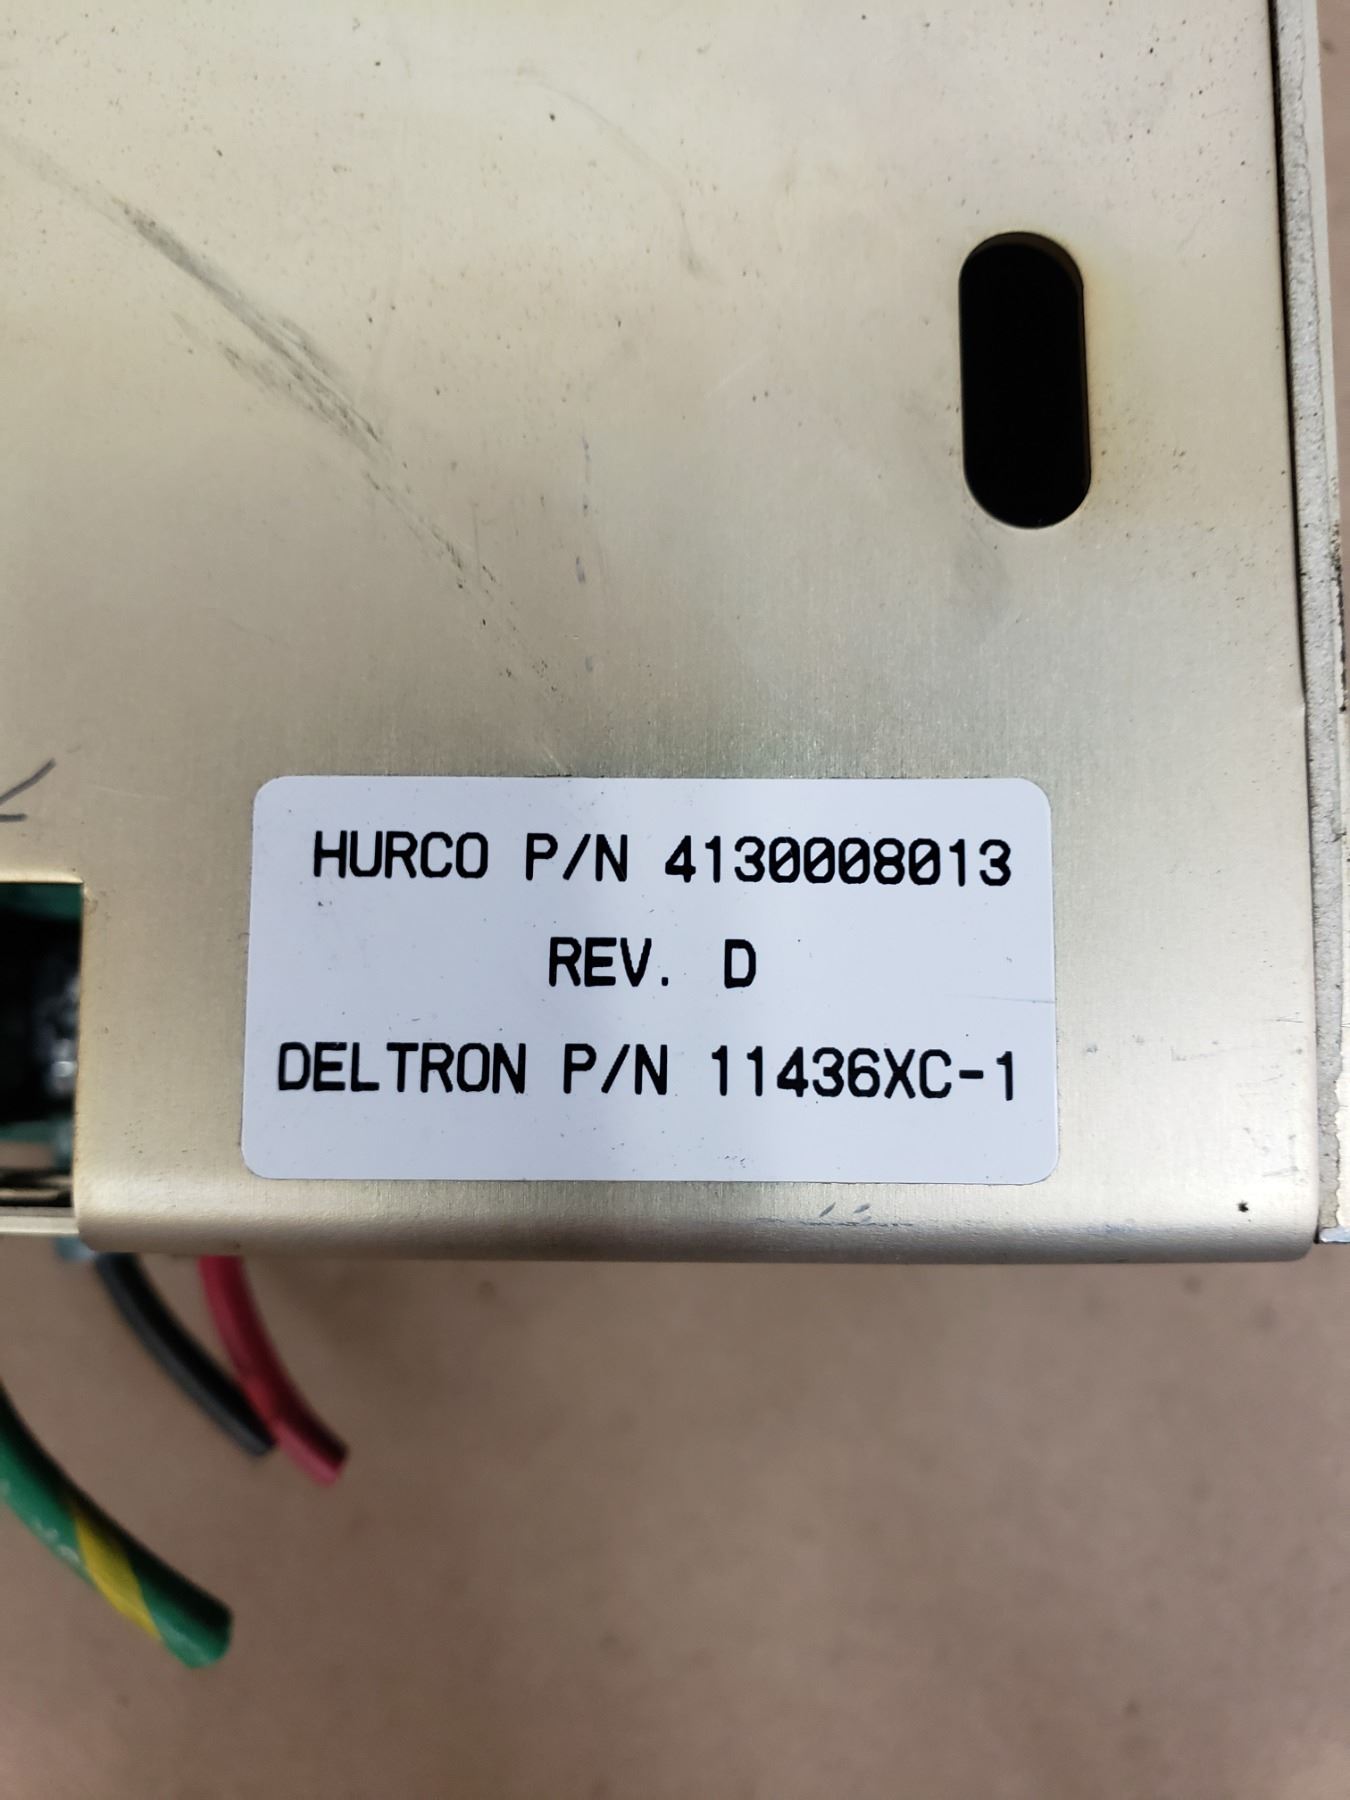 HURCO P/N 4130008013
REV. D
DELTRON P/N 11436XC-1